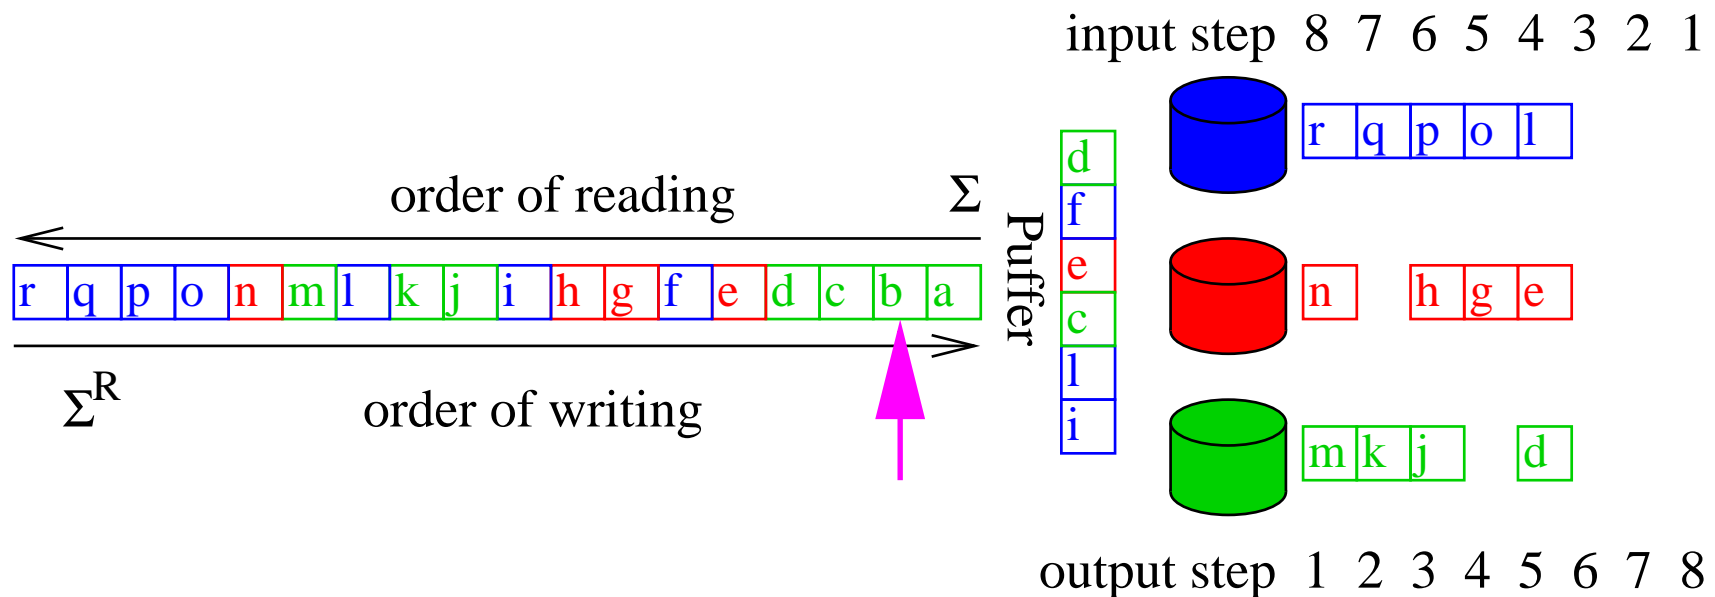 input step 8 7 6 5 4 3 2 1
r q p o l
order of reading Σ
Puffer
d
f
e
c
l
i
r q p o n m l k j i h g f e d c b a
n h g e
Σ^R order of writing
m k j d
output step 1 2 3 4 5 6 7 8